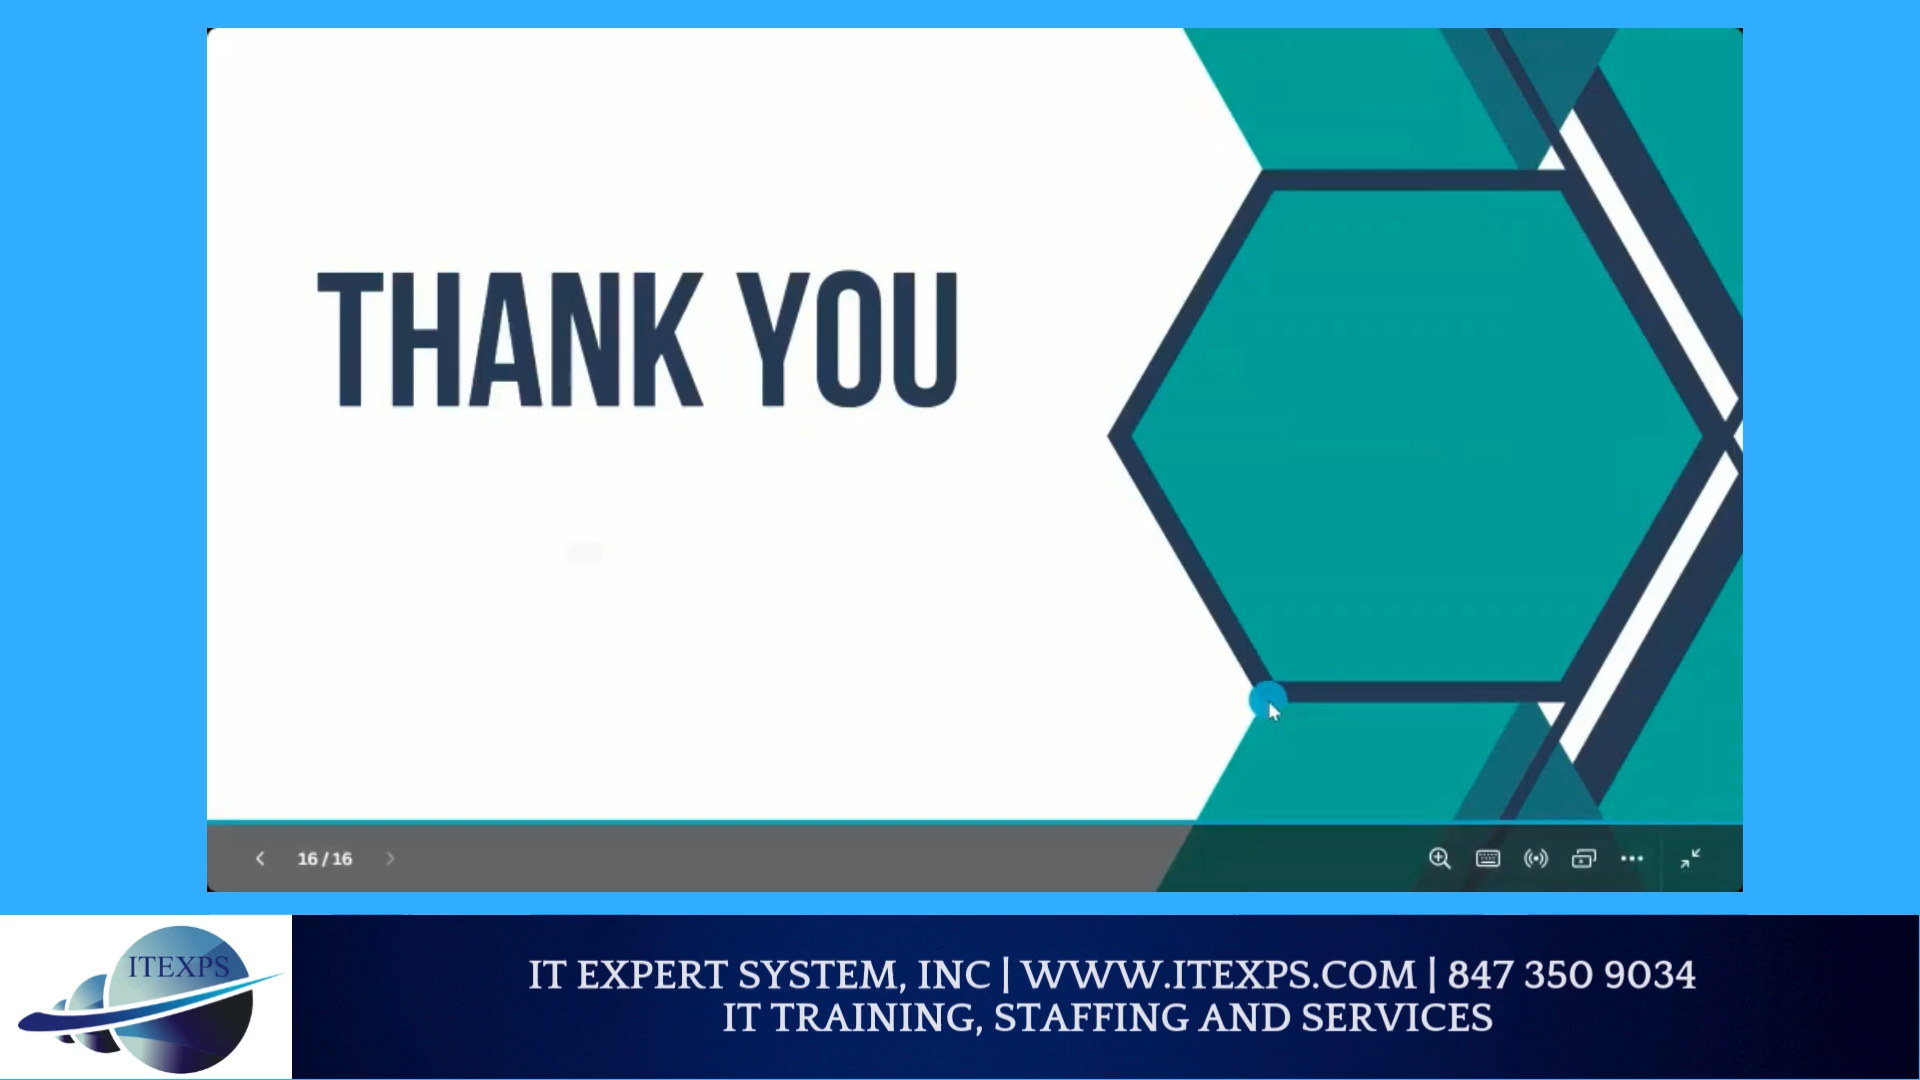 THANK YOU
16 / 16
ITEXPS
IT EXPERT SYSTEM, INC | WWW.ITEXPS.COM | 847 350 9034
IT TRAINING, STAFFING AND SERVICES